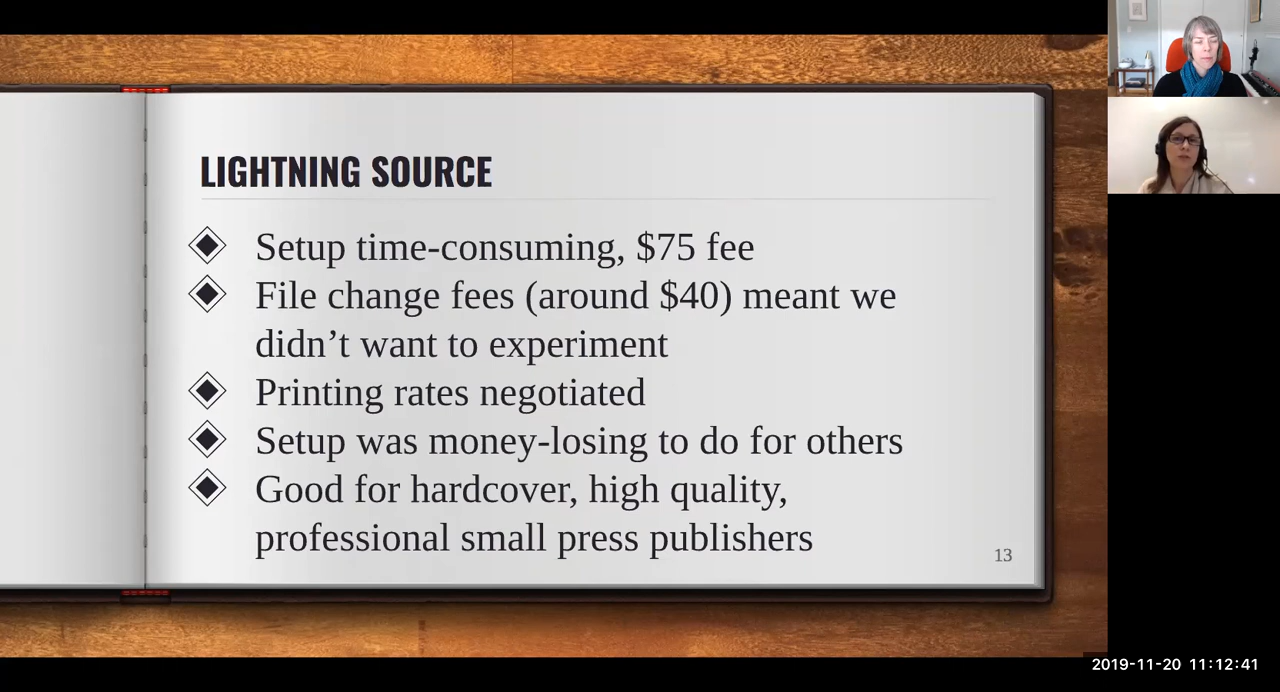 LIGHTNING SOURCE
Setup time-consuming, $75 fee
File change fees (around $40) meant we
didn’t want to experiment
Printing rates negotiated
Setup was money-losing to do for others
Good for hardcover, high quality,
professional small press publishers
13
2019-11-20 11:12:41